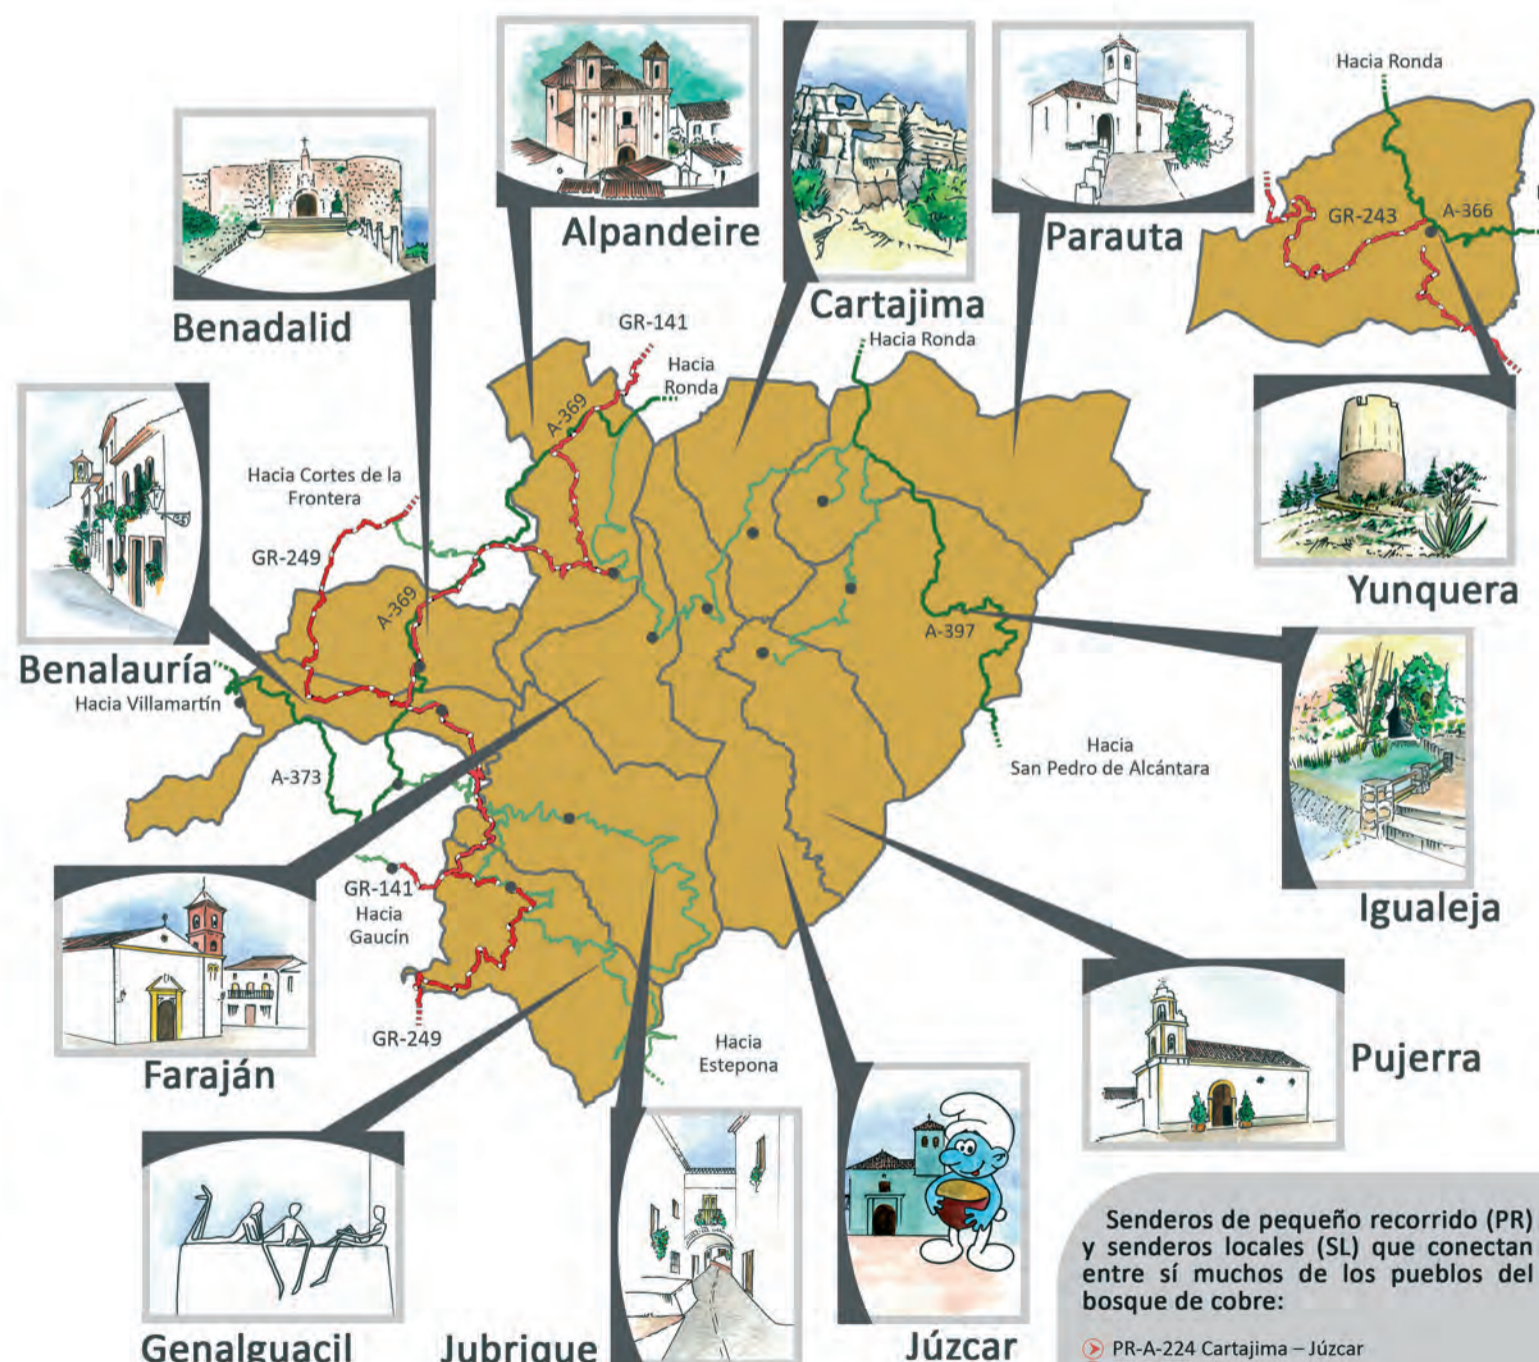 Hacia Ronda
GR-243
A-366
Alpandeire
Parauta
Cartajima
Hacia Ronda
Benadalid
GR-141
Hacia
Ronda
A-369
Hacia Cortes de la
Frontera
GR-249
A-369
Yunquera
A-397
Benalauría
Hacia Villamartín
A-373
Hacia
San Pedro de Alcántara
GR-141
Hacia
Gaucín
Igualeja
GR-249
Hacia
Estepona
Faraján
Pujerra
Genalguacil
Jubrique
Júzcar
Senderos de pequeño recorrido (PR)
y senderos locales (SL) que conectan
entre sí muchos de los pueblos del
bosque de cobre:
PR-A-224 Cartajima – Júzcar